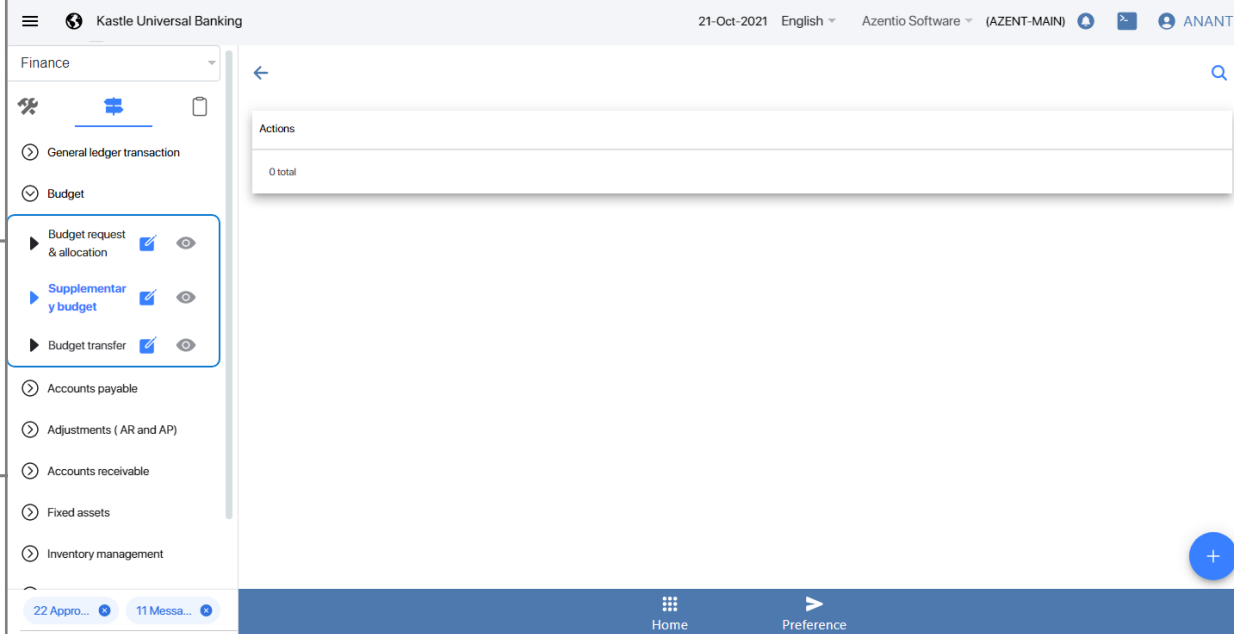 Kastle Universal Banking
21-Oct-2021 English Azentio Software (AZENT-MAIN) ANANT
Finance
General ledger transaction
Budget
Budget request
& allocation
Supplementar
y budget
Budget transfer
Accounts payable
Adjustments ( AR and AP)
Accounts receivable
Fixed assets
Inventory management
22 Appro...
11 Messa...
Actions
0 total
Home
Preference